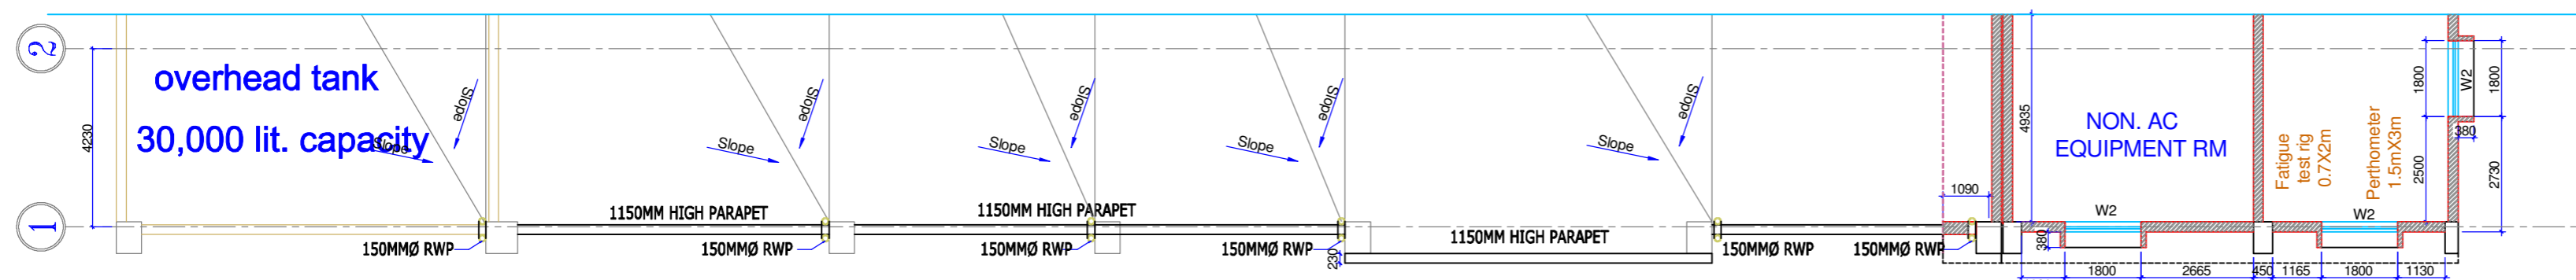 2
overhead tank
30,000 lit. capacity
4230
Slope
Slope
Slope
Slope
Slope
Slope
Slope
Slope
Slope
Slope
4935
NON. AC
EQUIPMENT RM
Fatigue
test rig
0.7X2m
Perthometer
1.5mX3m
1800
2500
W2
1800
380
2730
1
1150MM HIGH PARAPET
1150MM HIGH PARAPET
1150MM HIGH PARAPET
1090
W2
W2
150MMØ RWP
150MMØ RWP
150MMØ RWP
150MMØ RWP
150MMØ RWP
150MMØ RWP
230
380
1800
2665
450
1165
1800
1130